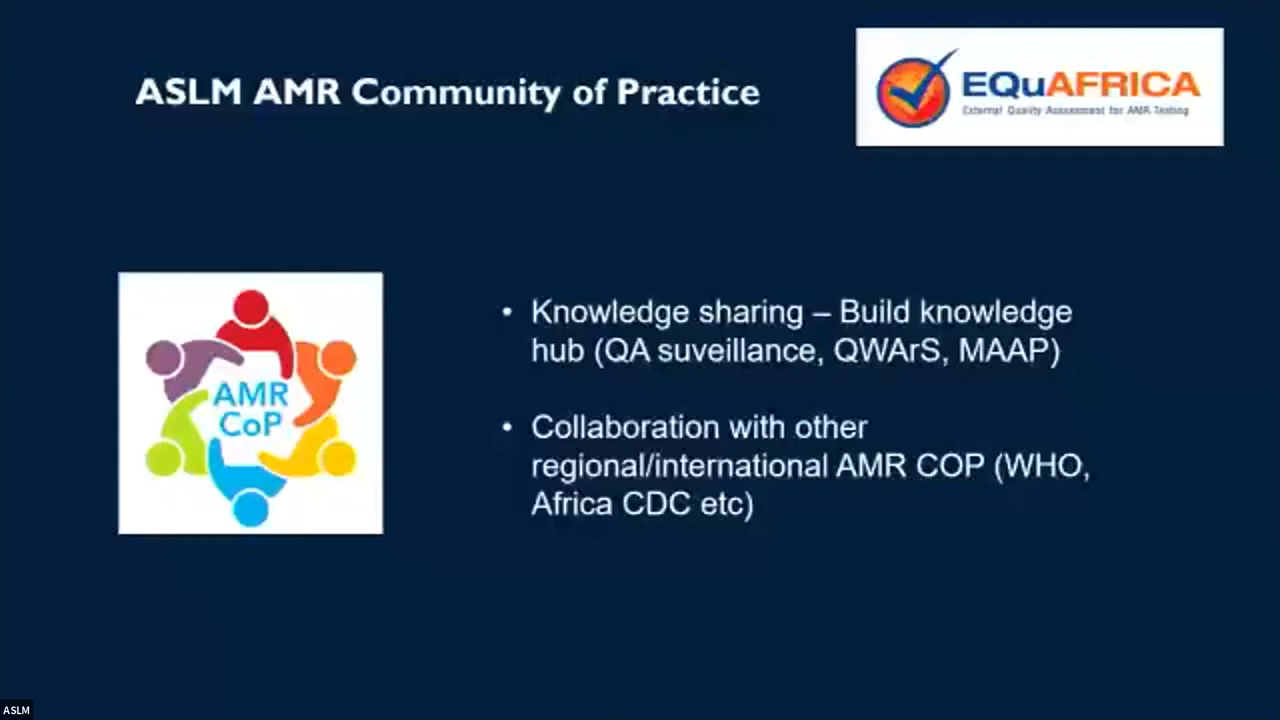 ASLM AMR Community of Practice
EQuAFRICA
External Quality Assessment for AMR Testing
AMR
CoP
• Knowledge sharing – Build knowledge
hub (QA suveillance, QWArS, MAAP)
• Collaboration with other
regional/international AMR COP (WHO,
Africa CDC etc)
ASLM